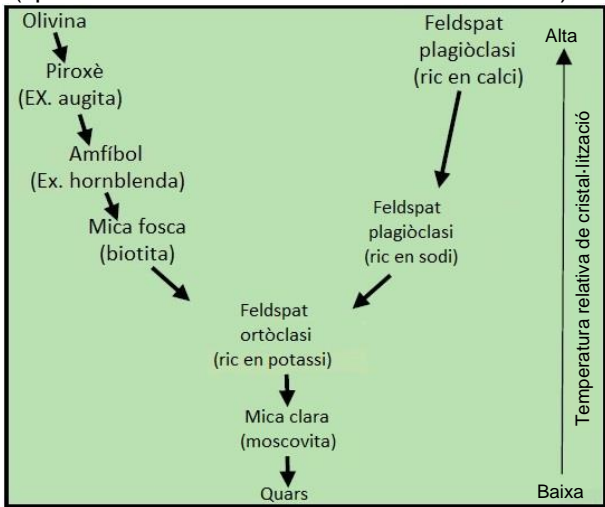 Olivina
Piroxè
(EX. augita)
Amfíbol
(Ex. hornblenda)
Mica fosca
(biotita)
Feldspat
plagiòclasi
(ric en calci)
Feldspat
plagiòclasi
(ric en sodi)
Feldspat
ortòclasi
(ric en potassi)
Mica clara
(moscovita)
Quars
Alta
Temperatura relativa de cristal·lització
Baixa